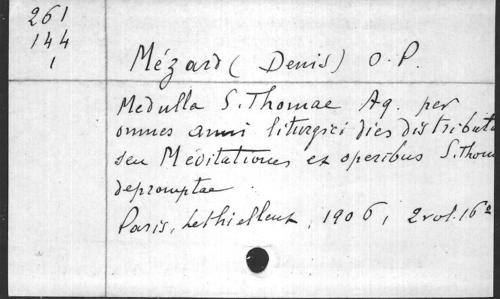 261
144
1
Mézard (Denis) O.P.
Medulla S. Thomae Aq. per
omnes anni liturgici dies distributa
seu Meditationes ex operibus S. Thom
depromptae
Paris, Lethielleux, 1906, 2 vol. 16º